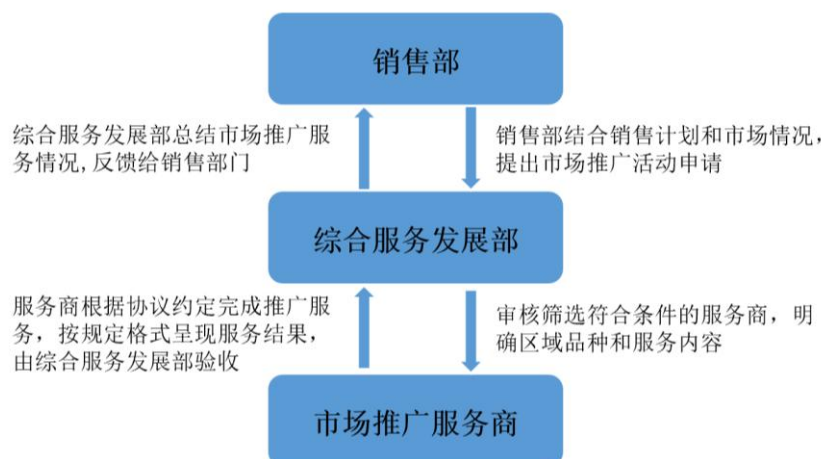 销售部
综合服务发展部总结市场推广服
务情况,反馈给销售部门
销售部结合销售计划和市场情况，
提出市场推广活动申请
综合服务发展部
服务商根据协议约定完成推广服
务，按规定格式呈现服务结果，
由综合服务发展部验收
审核筛选符合条件的服务商，明
确区域品种和服务内容
市场推广服务商